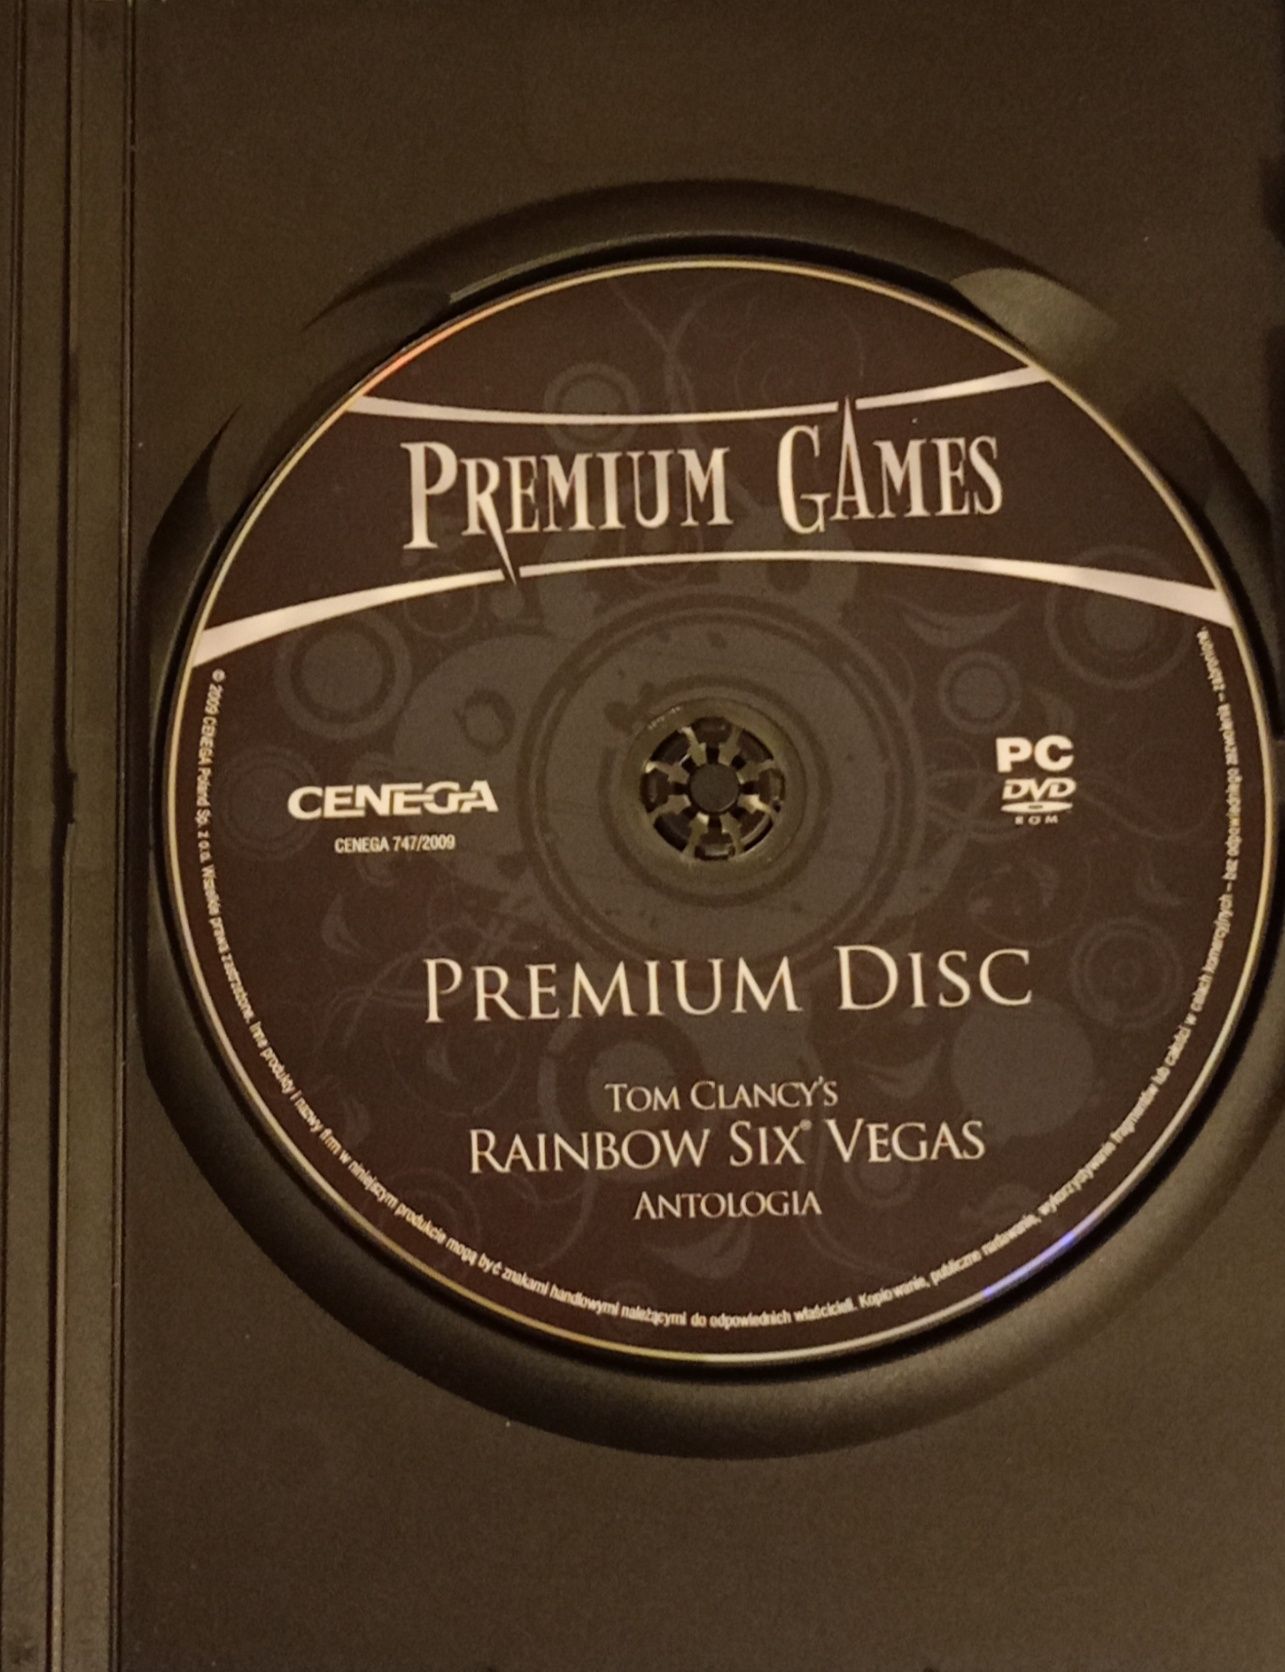 PREMIUM GAMES
CENEGA
CENEGA 747/2009
PC
DVD
ROM
PREMIUM DISC
TOM CLANCY'S
RAINBOW SIX® VEGAS
ANTOLOGIA
© 2009 CENEGA Poland Sp. z o.o. Wszelkie prawa zastrzeżone. Inne produkty i nazwy firm w niniejszym produkcie mogą być znakami handlowymi należącymi do odpowiednich właścicieli. Kopiowanie, publiczne nadawanie, wykorzystywanie fragmentów lub całości w celach komercyjnych – bez odpowiedniego zezwolenia – zabronione.